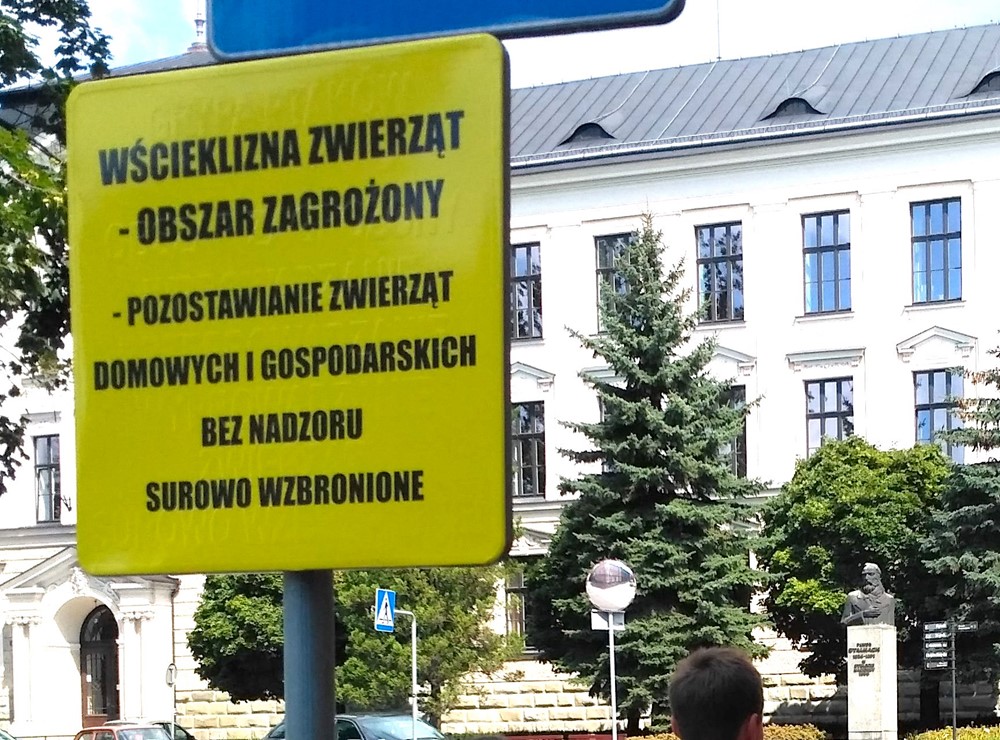 WŚCIEKLIZNA ZWIERZĄT
- OBSZAR ZAGROŻONY
- POZOSTAWIANIE ZWIERZĄT
DOMOWYCH I GOSPODARSKICH
BEZ NADZORU
SUROWO WZBRONIONE